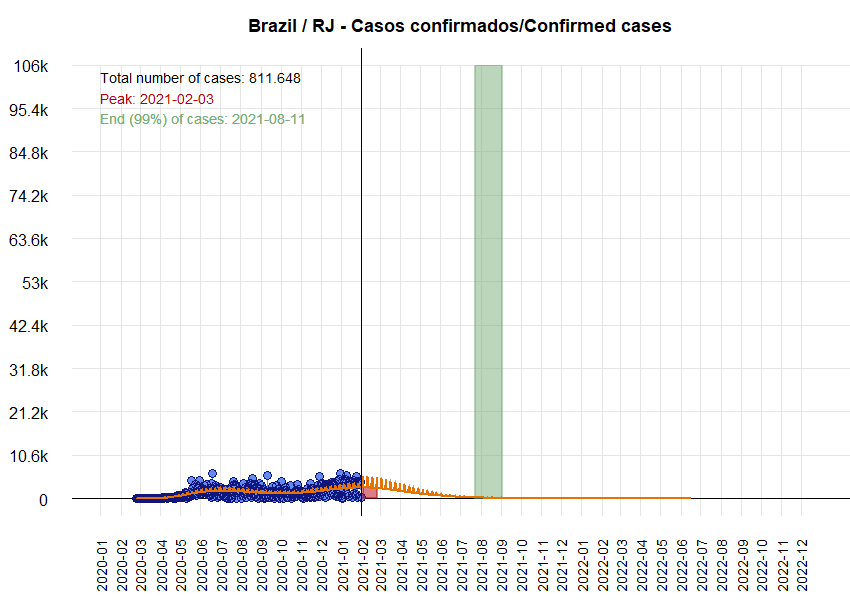 Brazil / RJ - Casos confirmados/Confirmed cases
Total number of cases: 811.648
Peak: 2021-02-03
End (99%) of cases: 2021-08-11
106k
95.4k
84.8k
74.2k
63.6k
53k
42.4k
31.8k
21.2k
10.6k
0
2020-01
2020-02
2020-03
2020-04
2020-05
2020-06
2020-07
2020-08
2020-09
2020-10
2020-11
2020-12
2021-01
2021-02
2021-03
2021-04
2021-05
2021-06
2021-07
2021-08
2021-09
2021-10
2021-11
2021-12
2022-01
2022-02
2022-03
2022-04
2022-05
2022-06
2022-07
2022-08
2022-09
2022-10
2022-11
2022-12